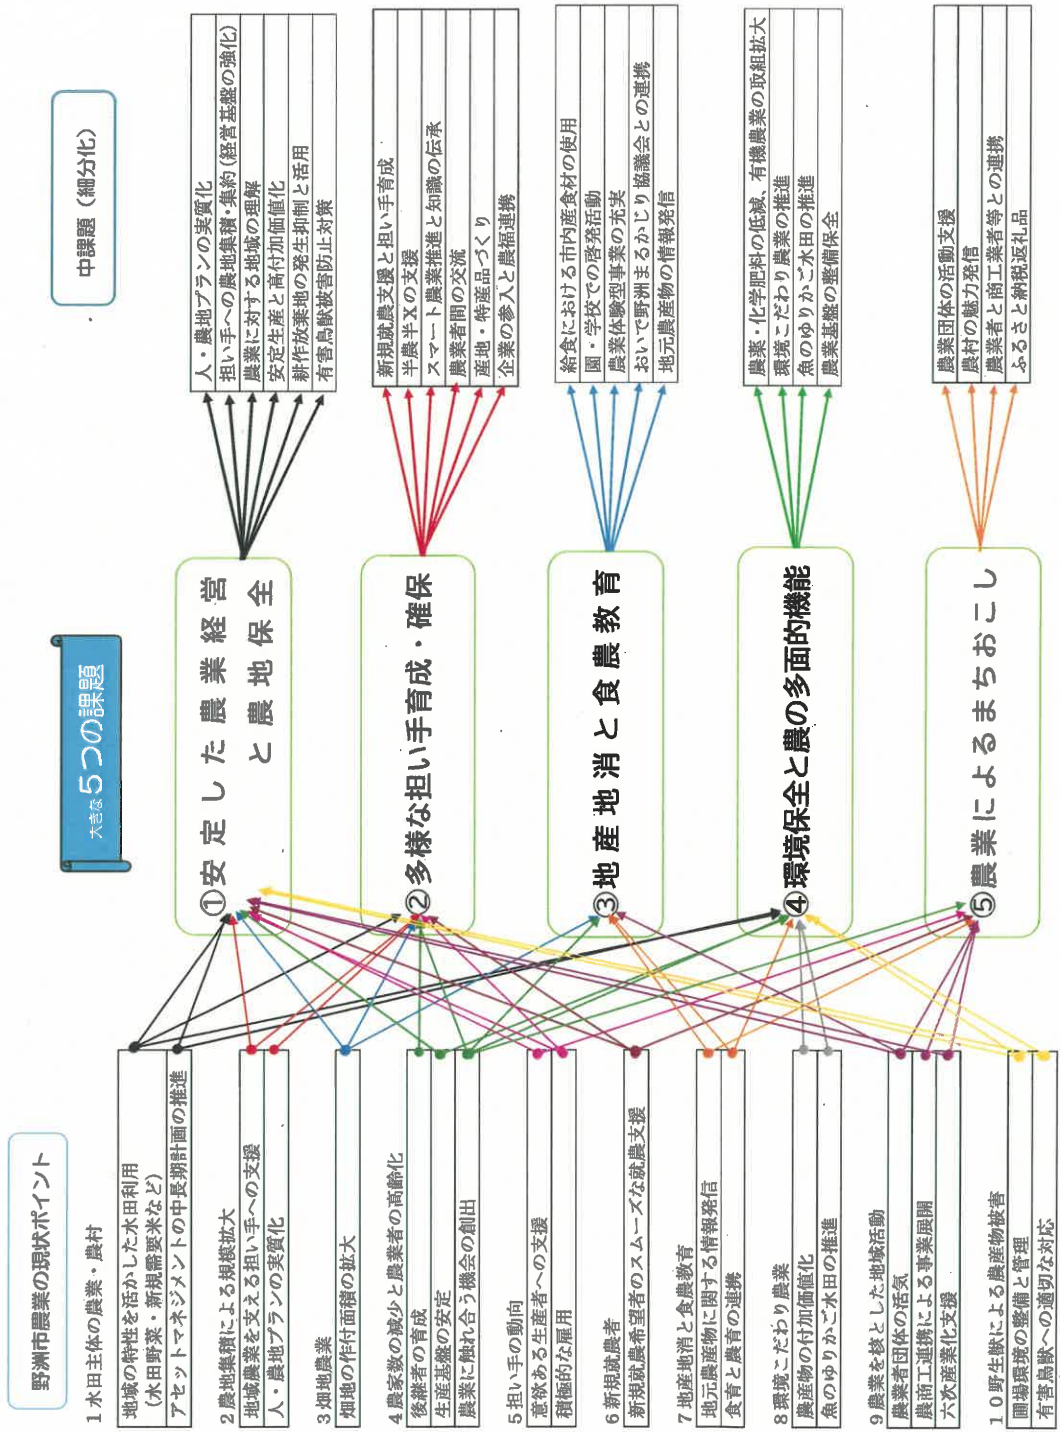 野洲市農業の現状ポイント
1水田主体の農業・農村
地域の特性を活かした水田利用
(水田野菜・新規需要米など)
アセットマネジメントの中長期計画の推進
2農地集積による規模拡大
地域農業を支える担い手への支援
人・農地プランの実質化
3畑地農業
畑地の作付面積の拡大
4農家数の減少と農業者の高齢化
後継者の育成
生産基盤の安定
農業に触れ合う機会の創出
5担い手の動向
意欲ある生産者への支援
積極的な雇用
6新規就農者
新規就農希望者のスムーズな就農支援
7地産地消と食農教育
地元農産物に関する情報発信
食育と農育の連携
8環境こだわり農業
農産物の付加価値化
魚のゆりかご水田の推進
9農業を核とした地域活動
農業者団体の活気
農商工連携による事業展開
六次産業化支援
10野生獣による農産物被害
圃場環境の整備と管理
有害鳥獣への適切な対応
大きな5つの課題
①安定した農業経営
と農地保全
②多様な担い手育成・確保
③地産地消と食農教育
④環境保全と農の多面的機能
⑤農業によるまちおこし
中課題(細分化)
人・農地プランの実質化
担い手への農地集積・集約(経営基盤の強化)
農業に対する地域の理解
安定生産と高付加価値化
耕作放棄地の発生抑制と活用
有害鳥獣被害防止対策
新規就農支援と担い手育成
半農半Xの支援
スマート農業推進と知識の伝承
農業者間の交流
産地・特産品づくり
企業の参入と農福連携
給食における市内産食材の使用
園・学校での啓発活動
農業体験型事業の充実
おいで野洲まるかじり協議会との連携
地元農産物の情報発信
農薬・化学肥料の低減、有機農業の取組拡大
環境こだわり農業の推進
魚のゆりかご水田の推進
農業基盤の整備保全
農業団体の活動支援
農村の魅力発信
農業者と商工業者等との連携
ふるさと納税返礼品